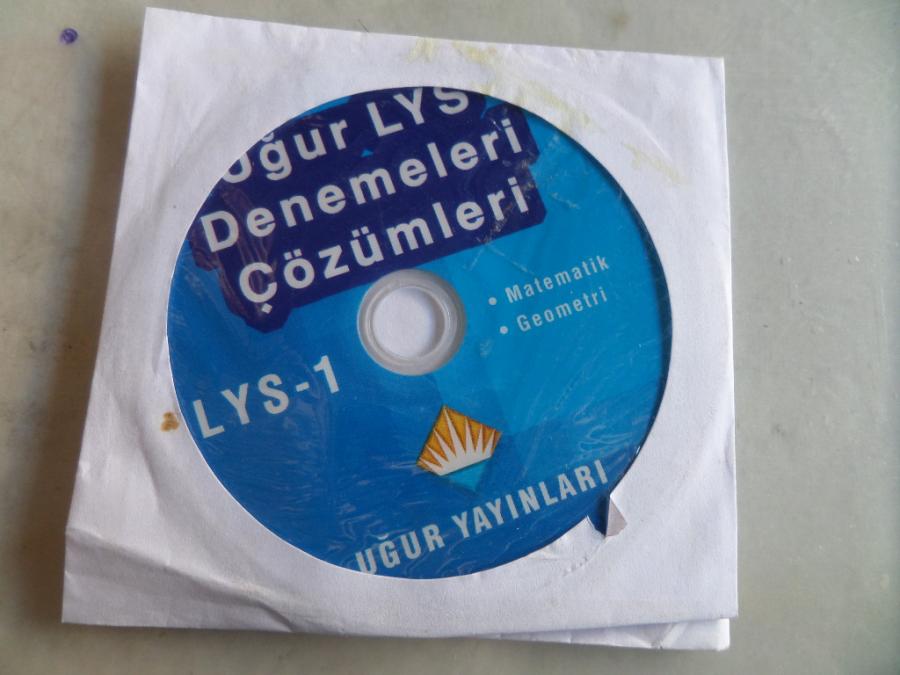 Uğur LYS
Denemeleri
Çözümleri
• Matematik
• Geometri
LYS-1
UĞUR YAYINLARI